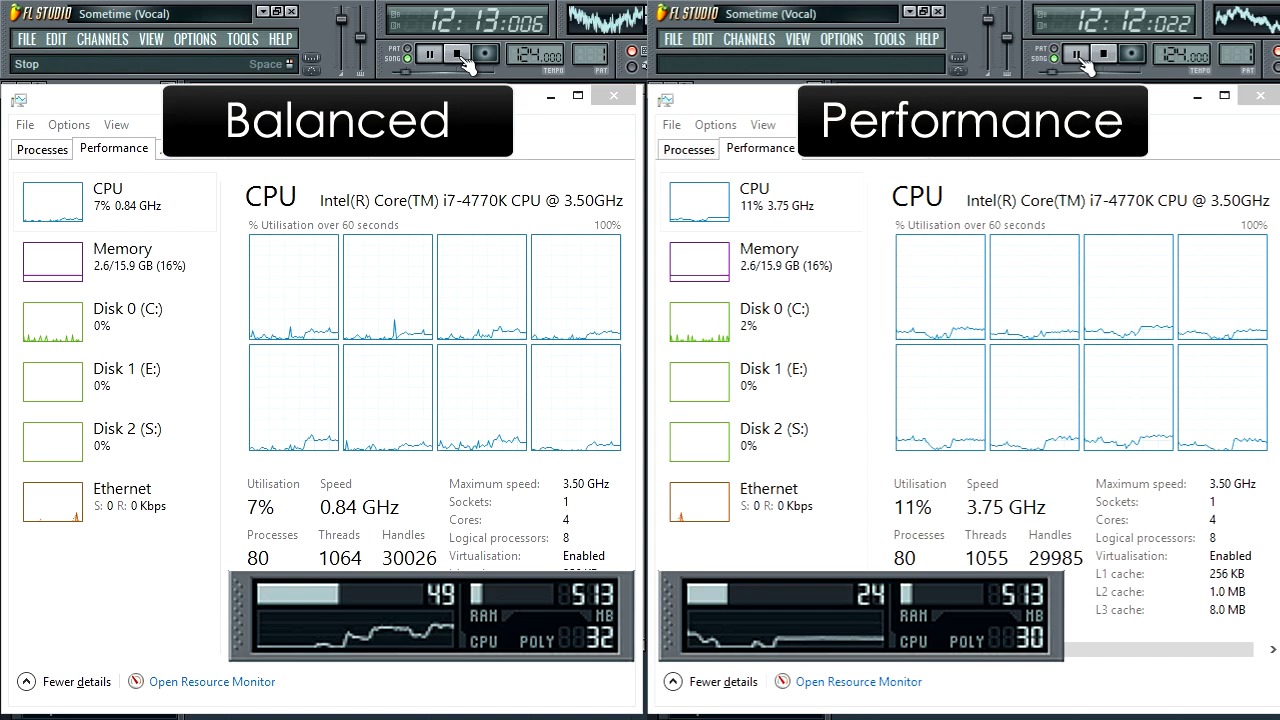 FL STUDIO Sometime (Vocal)
FILE EDIT CHANNELS VIEW OPTIONS TOOLS HELP
Stop Space
12:13:006
PAT
SONG
124.000
TEMPO
1
PAT
Balanced
File Options View
Processes Performance
CPU
7% 0.84 GHz
Memory
2.6/15.9 GB (16%)
Disk 0 (C:)
0%
Disk 1 (E:)
0%
Disk 2 (S:)
0%
Ethernet
S: 0 R: 0 Kbps
CPU Intel(R) Core(TM) i7-4770K CPU @ 3.50GHz
% Utilisation over 60 seconds 100%
Utilisation Speed
7% 0.84 GHz
Processes Threads Handles
80 1064 30026
Maximum speed: 3.50 GHz
Sockets: 1
Cores: 4
Logical processors: 8
Virtualisation: Enabled
49 513
RAM MB
CPU POLY 32
Fewer details Open Resource Monitor
FL STUDIO Sometime (Vocal)
FILE EDIT CHANNELS VIEW OPTIONS TOOLS HELP
12:12:022
PAT
SONG
124.000
TEMPO
1
PAT
Performance
File Options View
Processes Performance
CPU
11% 3.75 GHz
Memory
2.6/15.9 GB (16%)
Disk 0 (C:)
2%
Disk 1 (E:)
0%
Disk 2 (S:)
0%
Ethernet
S: 0 R: 0 Kbps
CPU Intel(R) Core(TM) i7-4770K CPU @ 3.50GHz
% Utilisation over 60 seconds 100%
Utilisation Speed
11% 3.75 GHz
Processes Threads Handles
80 1055 29985
Maximum speed: 3.50 GHz
Sockets: 1
Cores: 4
Logical processors: 8
Virtualisation: Enabled
L1 cache: 256 KB
L2 cache: 1.0 MB
L3 cache: 8.0 MB
24 513
RAM MB
CPU POLY 30
Fewer details Open Resource Monitor